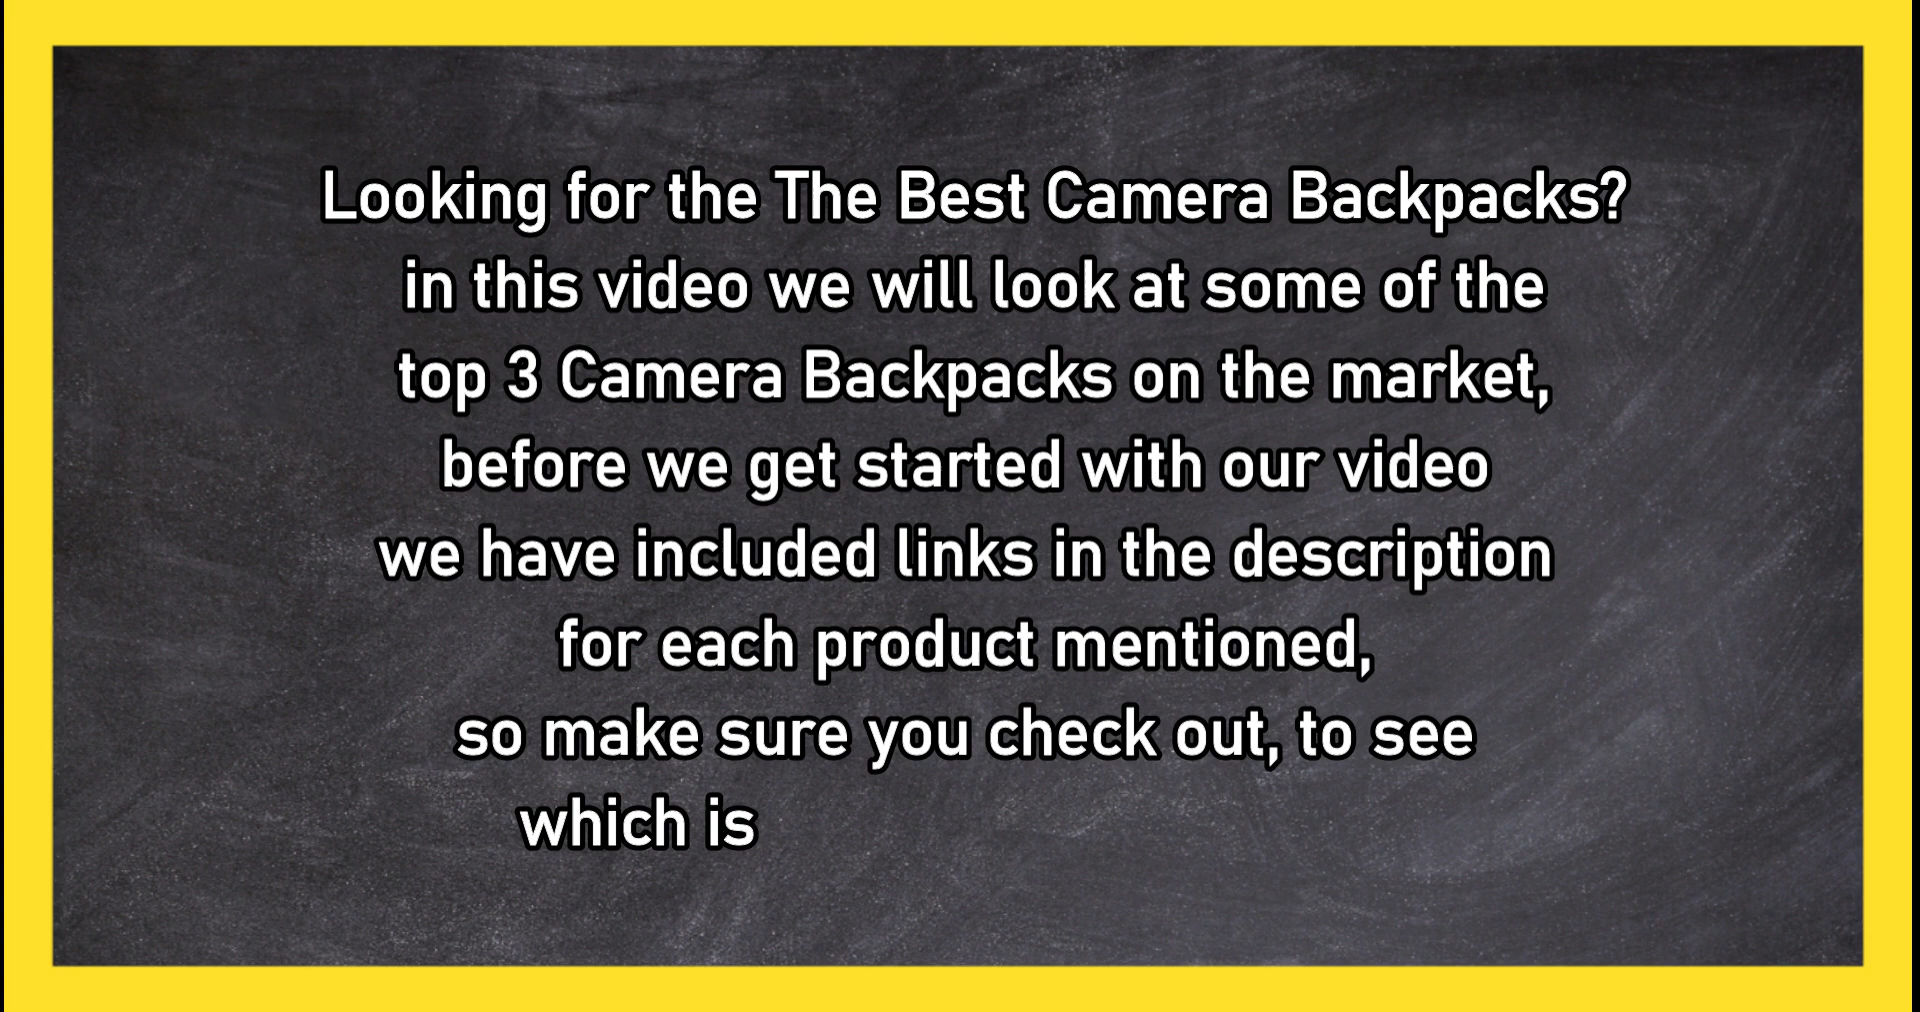 Looking for the The Best Camera Backpacks?
in this video we will look at some of the
top 3 Camera Backpacks on the market,
before we get started with our video
we have included links in the description
for each product mentioned,
so make sure you check out, to see
which is